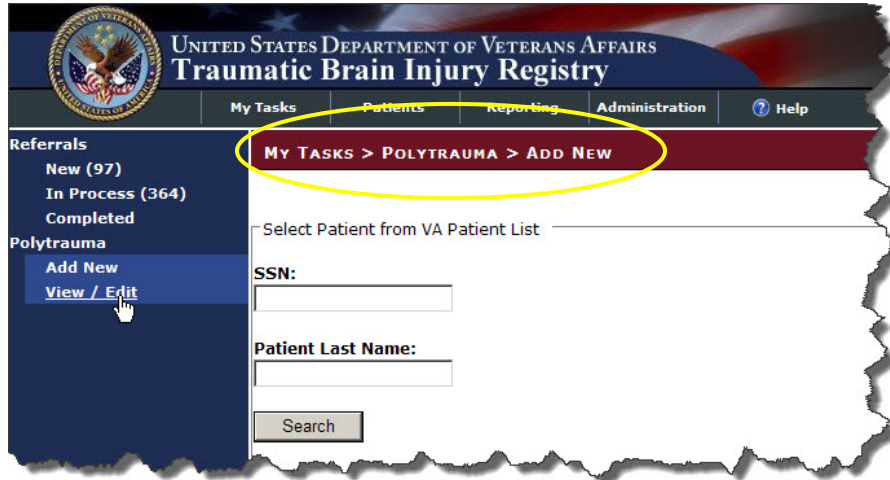 UNITED STATES DEPARTMENT OF VETERANS AFFAIRS
Traumatic Brain Injury Registry
My Tasks Patients Reporting Administration ? Help
Referrals
New (97)
In Process (364)
Completed
Polytrauma
Add New
View / Edit
MY TASKS > POLYTRAUMA > ADD NEW
Select Patient from VA Patient List
SSN:
Patient Last Name:
Search